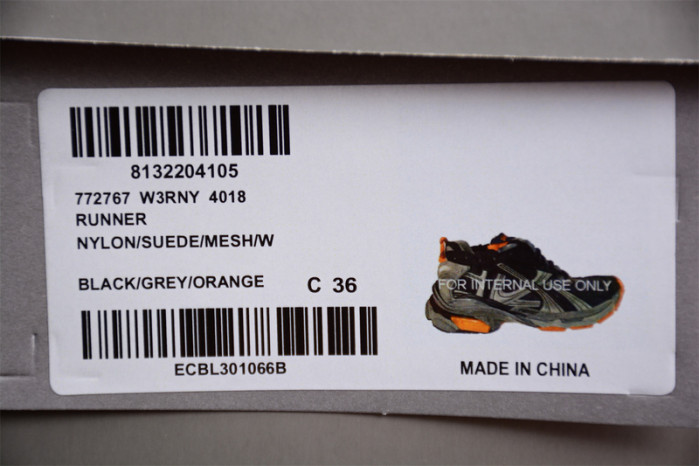 8132204105
772767 W3RNY 4018
RUNNER
NYLON/SUEDE/MESH/W
BLACK/GREY/ORANGE C 36
FOR INTERNAL USE ONLY
ECBL301066B
MADE IN CHINA